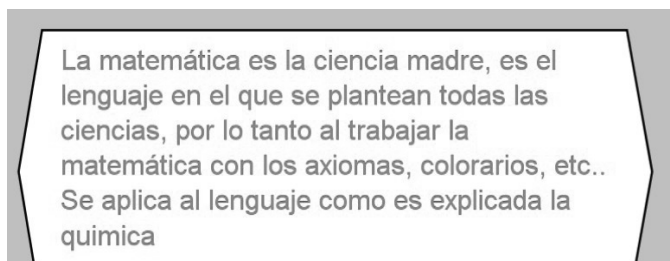 La matemática es la ciencia madre, es el
lenguaje en el que se plantean todas las
ciencias, por lo tanto al trabajar la
matemática con los axiomas, colorarios, etc..
Se aplica al lenguaje como es explicada la
quimica